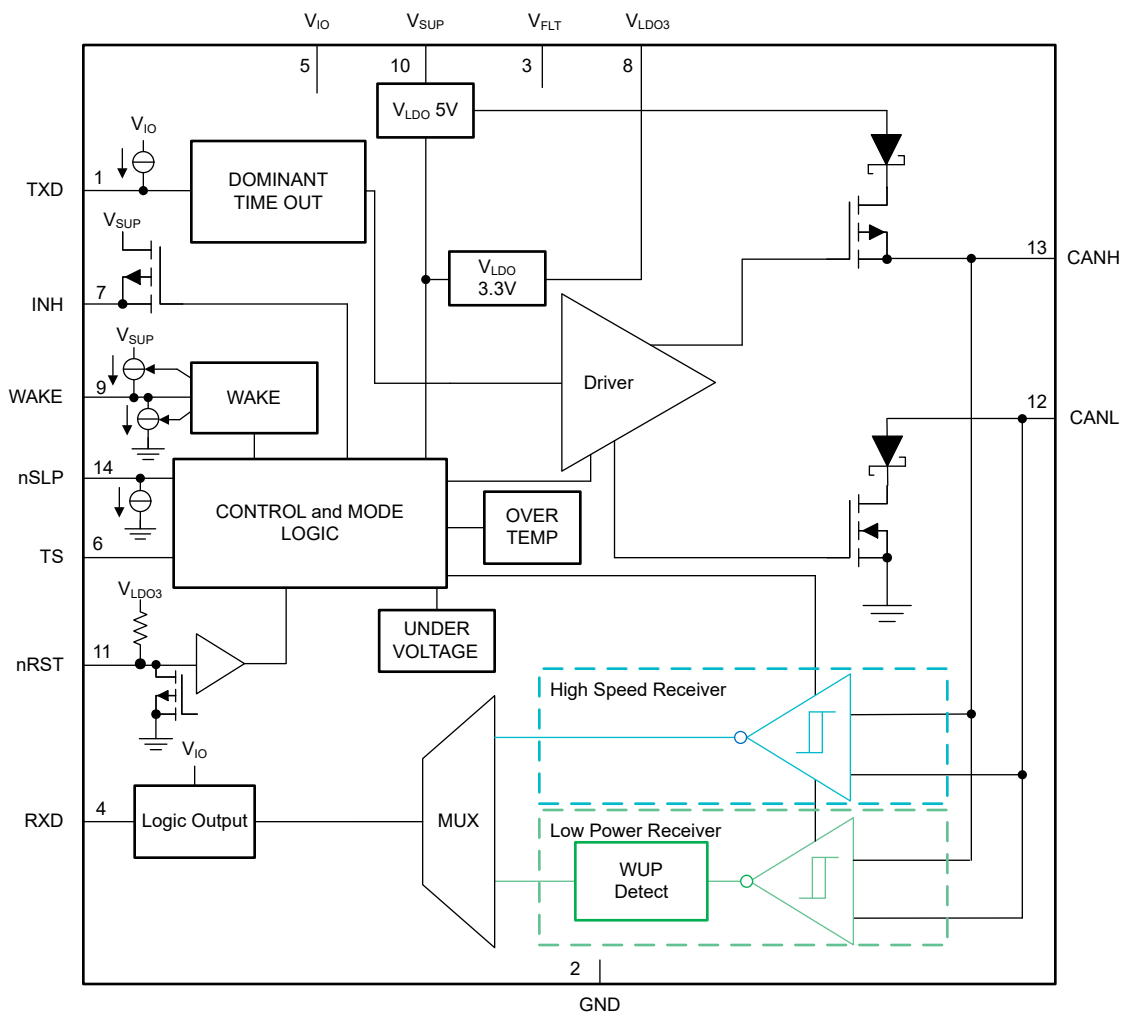 VIO
VSUP
VFLT
VLDO3
5
10
3
8
VLDO 5V
VIO
TXD
1
DOMINANT
TIME OUT
VSUP
13
CANH
VLDO
3.3V
INH
7
VSUP
Driver
WAKE
9
WAKE
12
CANL
nSLP
14
CONTROL and MODE
LOGIC
OVER
TEMP
TS
6
VLDO3
UNDER
VOLTAGE
nRST
11
High Speed Receiver
VIO
RXD
4
Logic Output
MUX
Low Power Receiver
WUP
Detect
2
GND